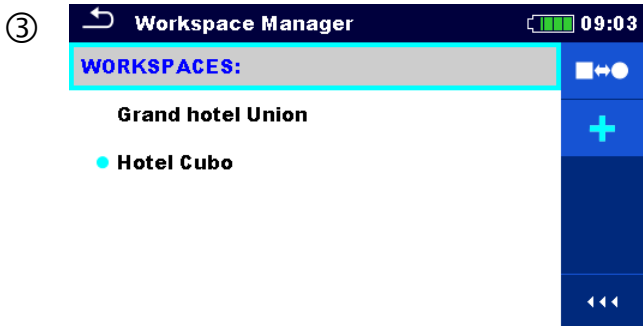 ③
Workspace Manager 09:03
WORKSPACES:
Grand hotel Union
Hotel Cubo